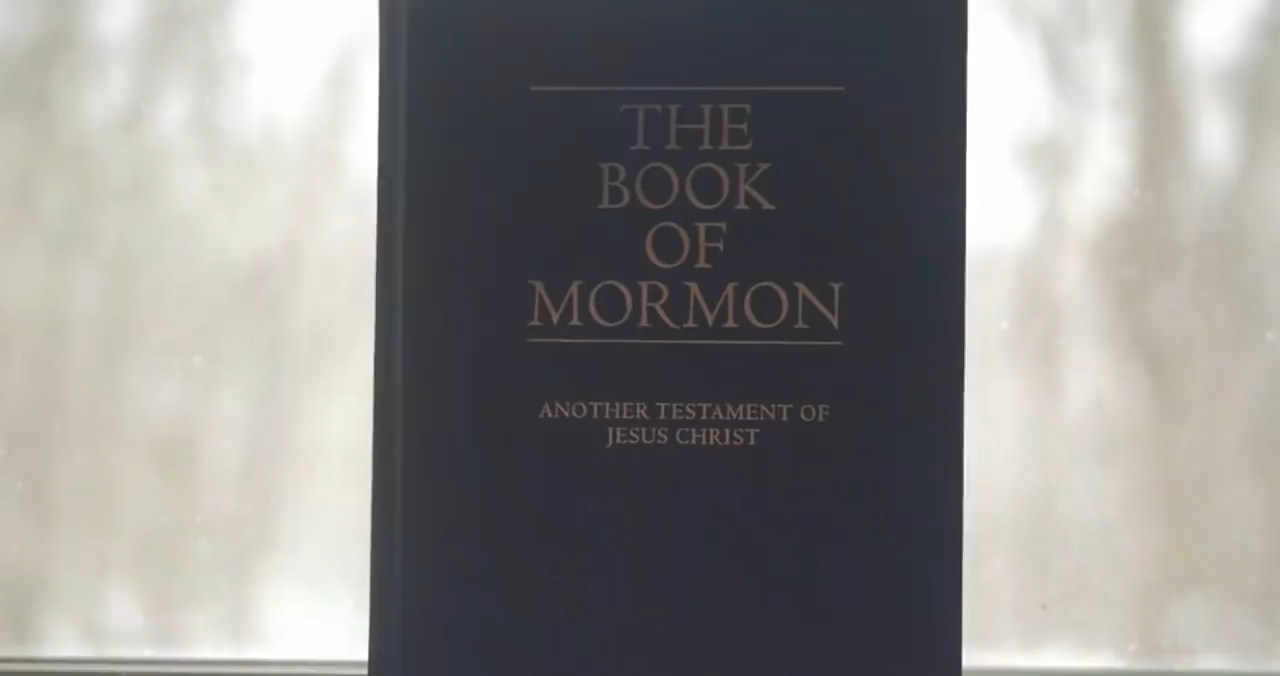 THE
BOOK
OF
MORMON
ANOTHER TESTAMENT OF
JESUS CHRIST